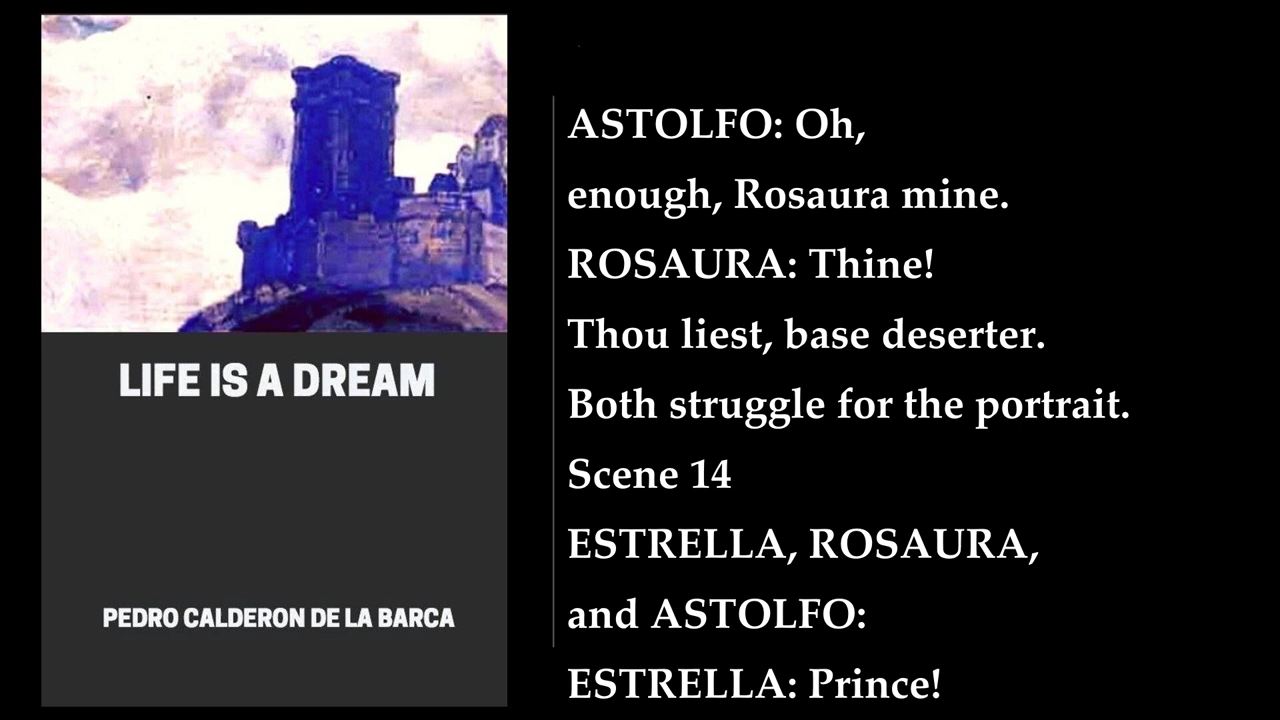 LIFE IS A DREAM
PEDRO CALDERON DE LA BARCA
ASTOLFO: Oh,
enough, Rosaura mine.
ROSAURA: Thine!
Thou liest, base deserter.
Both struggle for the portrait.
Scene 14
ESTRELLA, ROSAURA,
and ASTOLFO:
ESTRELLA: Prince!